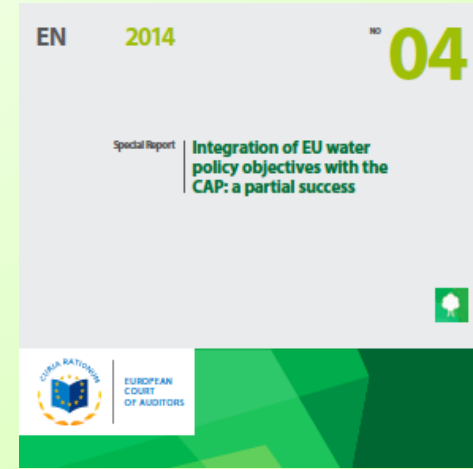 EN 2014 NO 04
Special Report Integration of EU water
policy objectives with the
CAP: a partial success
CURIA RATIONUM
EUROPEAN
COURT
OF AUDITORS